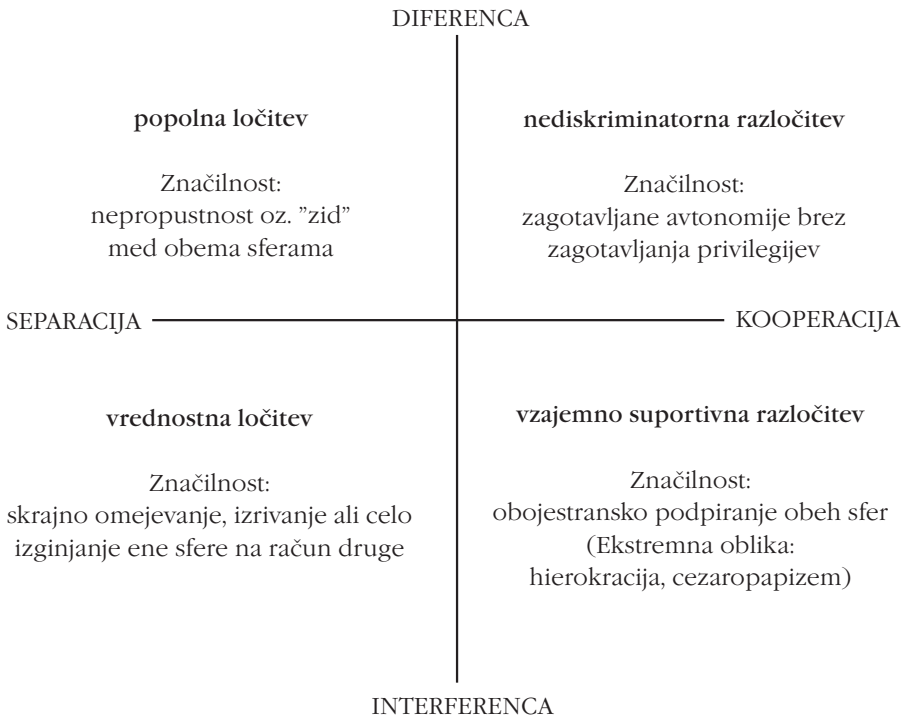 DIFERENCA
popolna ločitev
Značilnost:
nepropustnost oz. ”zid”
med obema sferama
nediskriminatorna razločitev
Značilnost:
zagotavljane avtonomije brez
zagotavljanja privilegijev
SEPARACIJA
KOOPERACIJA
vrednostna ločitev
Značilnost:
skrajno omejevanje, izrivanje ali celo
izginjanje ene sfere na račun druge
vzajemno suportivna razločitev
Značilnost:
obojestransko podpiranje obeh sfer
(Ekstremna oblika:
hierokracija, cezaropapizem)
INTERFERENCA